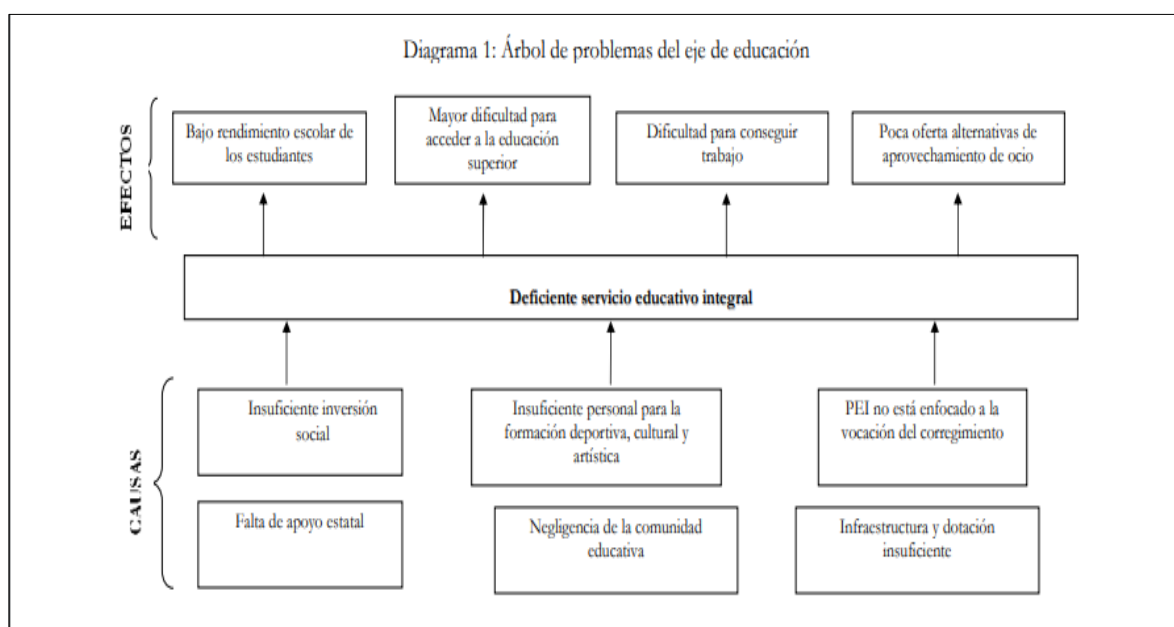 Diagrama 1: Árbol de problemas del eje de educación
EFECTOS
Bajo rendimiento escolar de
los estudiantes
Mayor dificultad para
acceder a la educación
superior
Dificultad para conseguir
trabajo
Poca oferta alternativas de
aprovechamiento de ocio
Deficiente servicio educativo integral
CAUSAS
Insuficiente inversión
social
Insuficiente personal para la
formación deportiva, cultural y
artística
PEI no está enfocado a la
vocación del corregimiento
Falta de apoyo estatal
Negligencia de la comunidad
educativa
Infraestructura y dotación
insuficiente